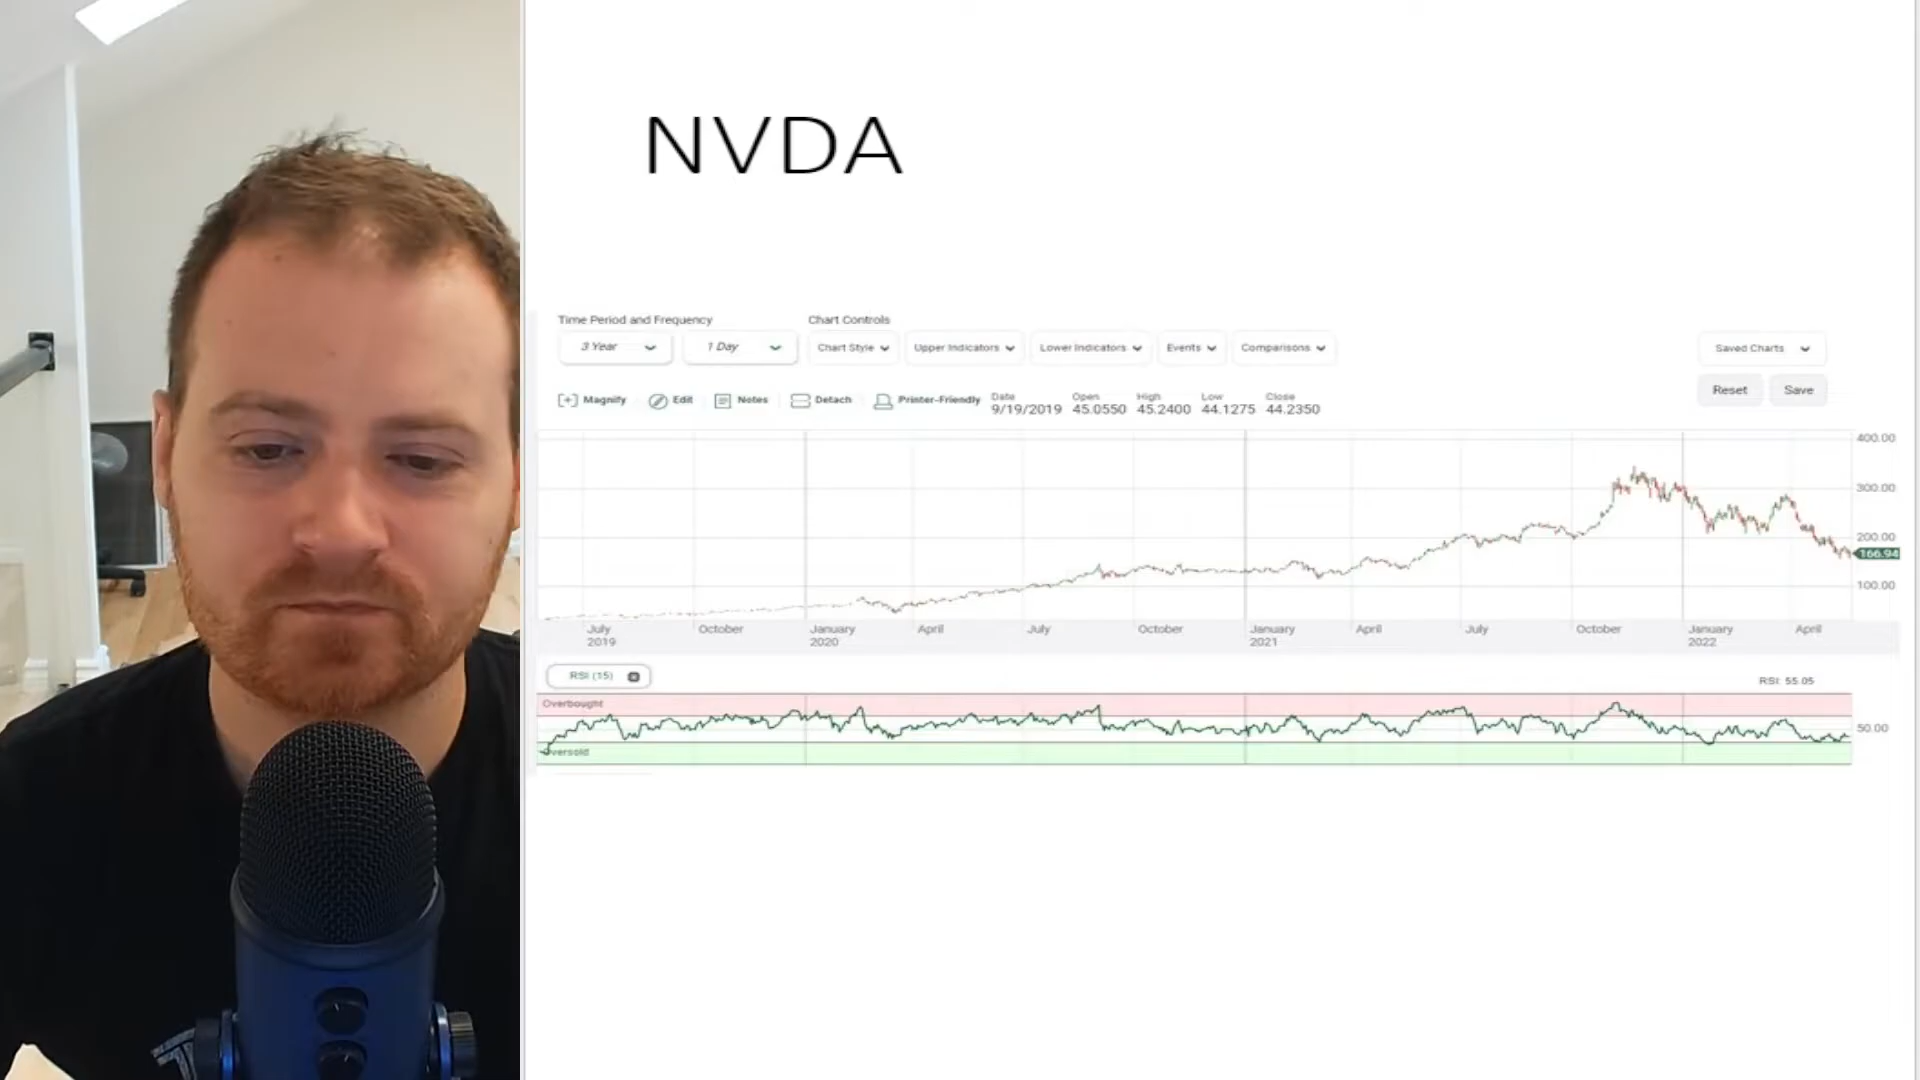 NVDA
Time Period and Frequency
Chart Controls
3 Year
1 Day
Chart Style
Upper Indicators
Lower Indicators
Events
Comparisons
Saved Charts
Reset
Save
Magnify
Edit
Notes
Detach
Printer-Friendly
Date
Open
High
Low
Close
9/19/2019
45.0550
45.2400
44.1275
44.2350
400.00
300.00
200.00
166.94
100.00
July
October
January
April
July
October
January
April
July
October
January
April
2019
2020
2021
2022
RSI (15)
RSI: 55.05
Overbought
50.00
Oversold